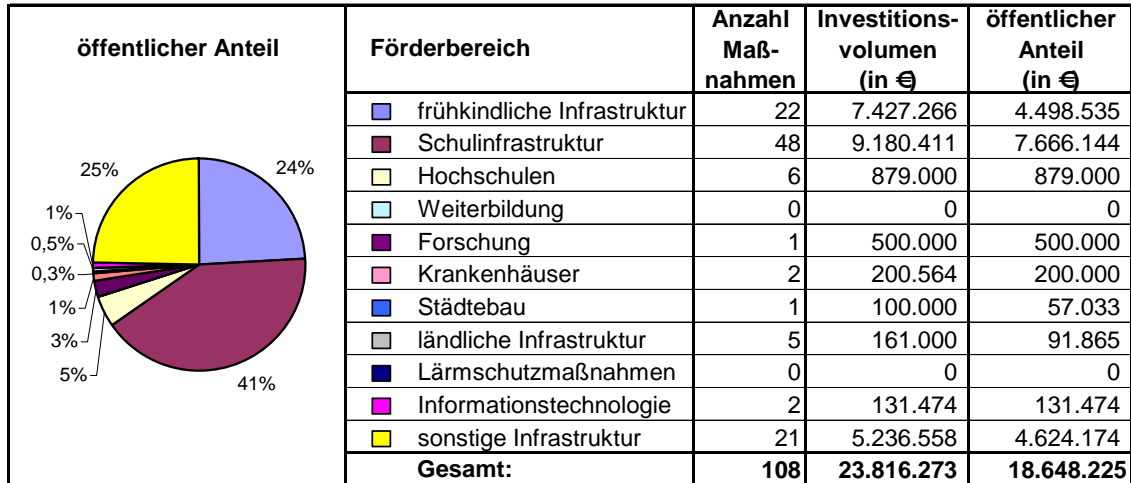 öffentlicher Anteil
25%
24%
1%
0,5%
0,3%
1%
3%
5%
41%
Förderbereich
Anzahl
Maß-
nahmen
Investitions-
volumen
(in €)
öffentlicher
Anteil
(in €)
frühkindliche Infrastruktur 22 7.427.266 4.498.535
Schulinfrastruktur 48 9.180.411 7.666.144
Hochschulen 6 879.000 879.000
Weiterbildung 0 0 0
Forschung 1 500.000 500.000
Krankenhäuser 2 200.564 200.000
Städtebau 1 100.000 57.033
ländliche Infrastruktur 5 161.000 91.865
Lärmschutzmaßnahmen 0 0 0
Informationstechnologie 2 131.474 131.474
sonstige Infrastruktur 21 5.236.558 4.624.174
Gesamt: 108 23.816.273 18.648.225